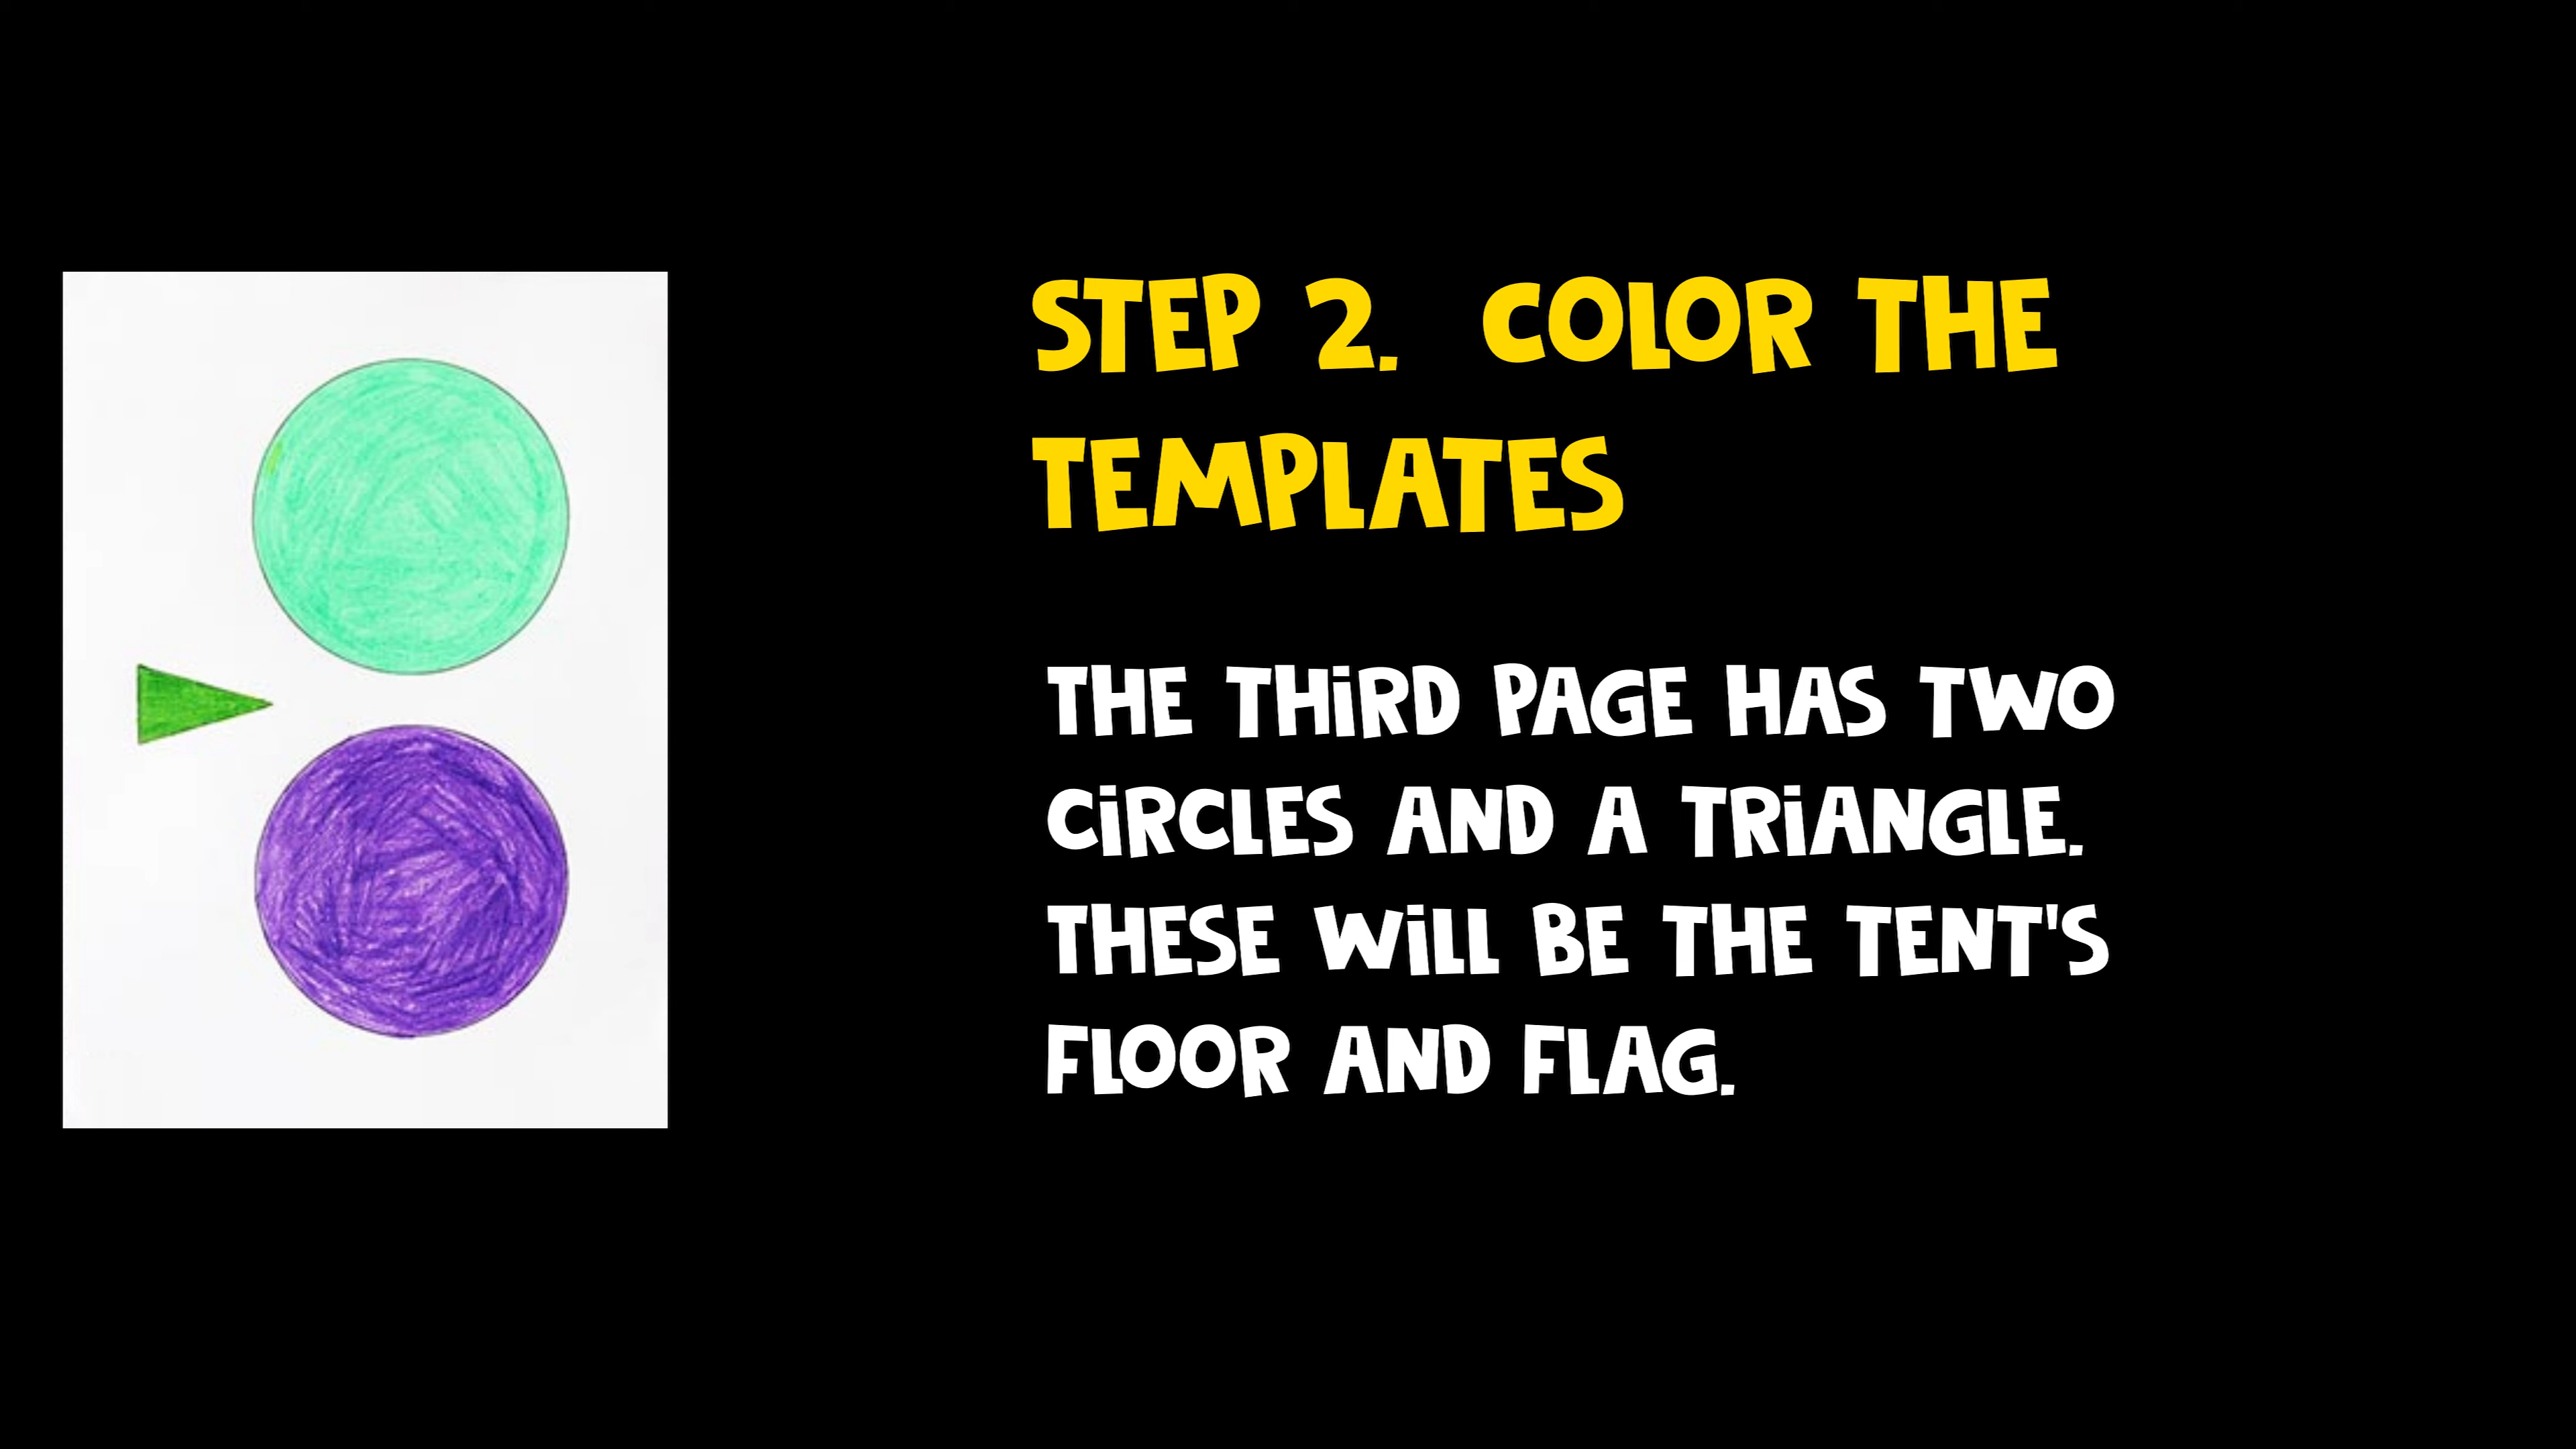 STEP 2. COLOR THE
TEMPLATES
THE THiRD PAGE HAS TWO
CiRCLES AND A TRiANGLE.
THESE WiLL BE THE TENT'S
FLOOR AND FLAG.